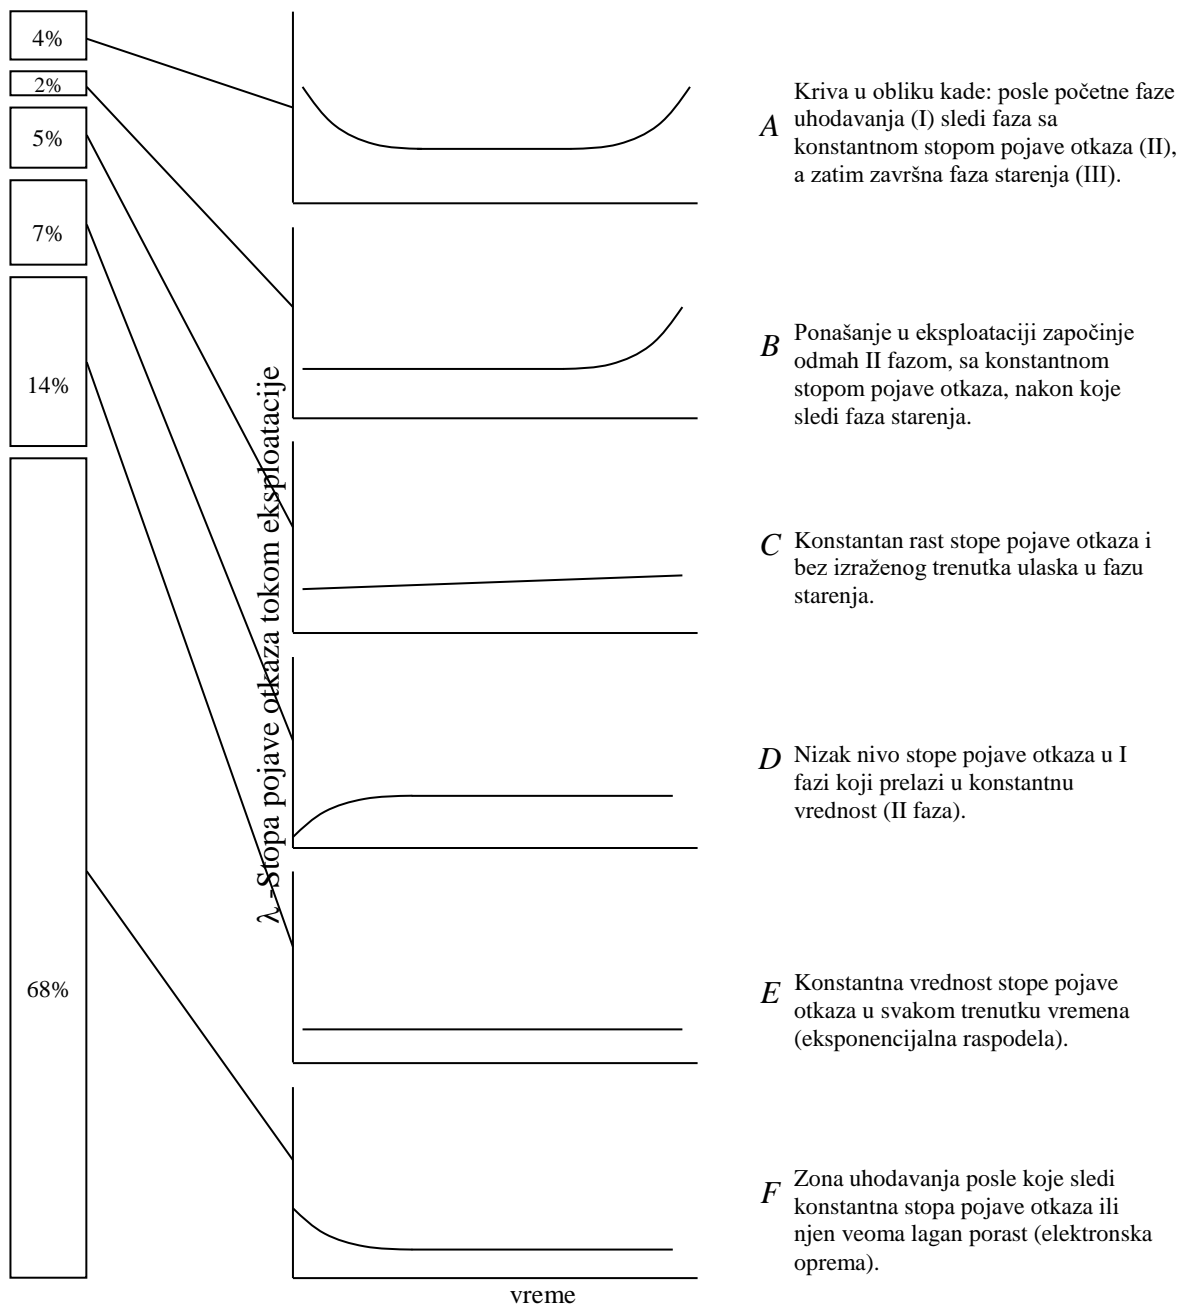 4%
2%
5%
7%
14%
68%
λ -Stopa pojave otkaza tokom eksploatacije
A
Kriva u obliku kade: posle početne faze
uhodavanja (I) sledi faza sa
konstantnom stopom pojave otkaza (II),
a zatim završna faza starenja (III).
B
Ponašanje u eksploataciji započinje
odmah II fazom, sa konstantnom
stopom pojave otkaza, nakon koje
sledi faza starenja.
C
Konstantan rast stope pojave otkaza i
bez izraženog trenutka ulaska u fazu
starenja.
D
Nizak nivo stope pojave otkaza u I
fazi koji prelazi u konstantnu
vrednost (II faza).
E
Konstantna vrednost stope pojave
otkaza u svakom trenutku vremena
(eksponencijalna raspodela).
F
Zona uhodavanja posle koje sledi
konstantna stopa pojave otkaza ili
njen veoma lagan porast (elektronska
oprema).
vreme